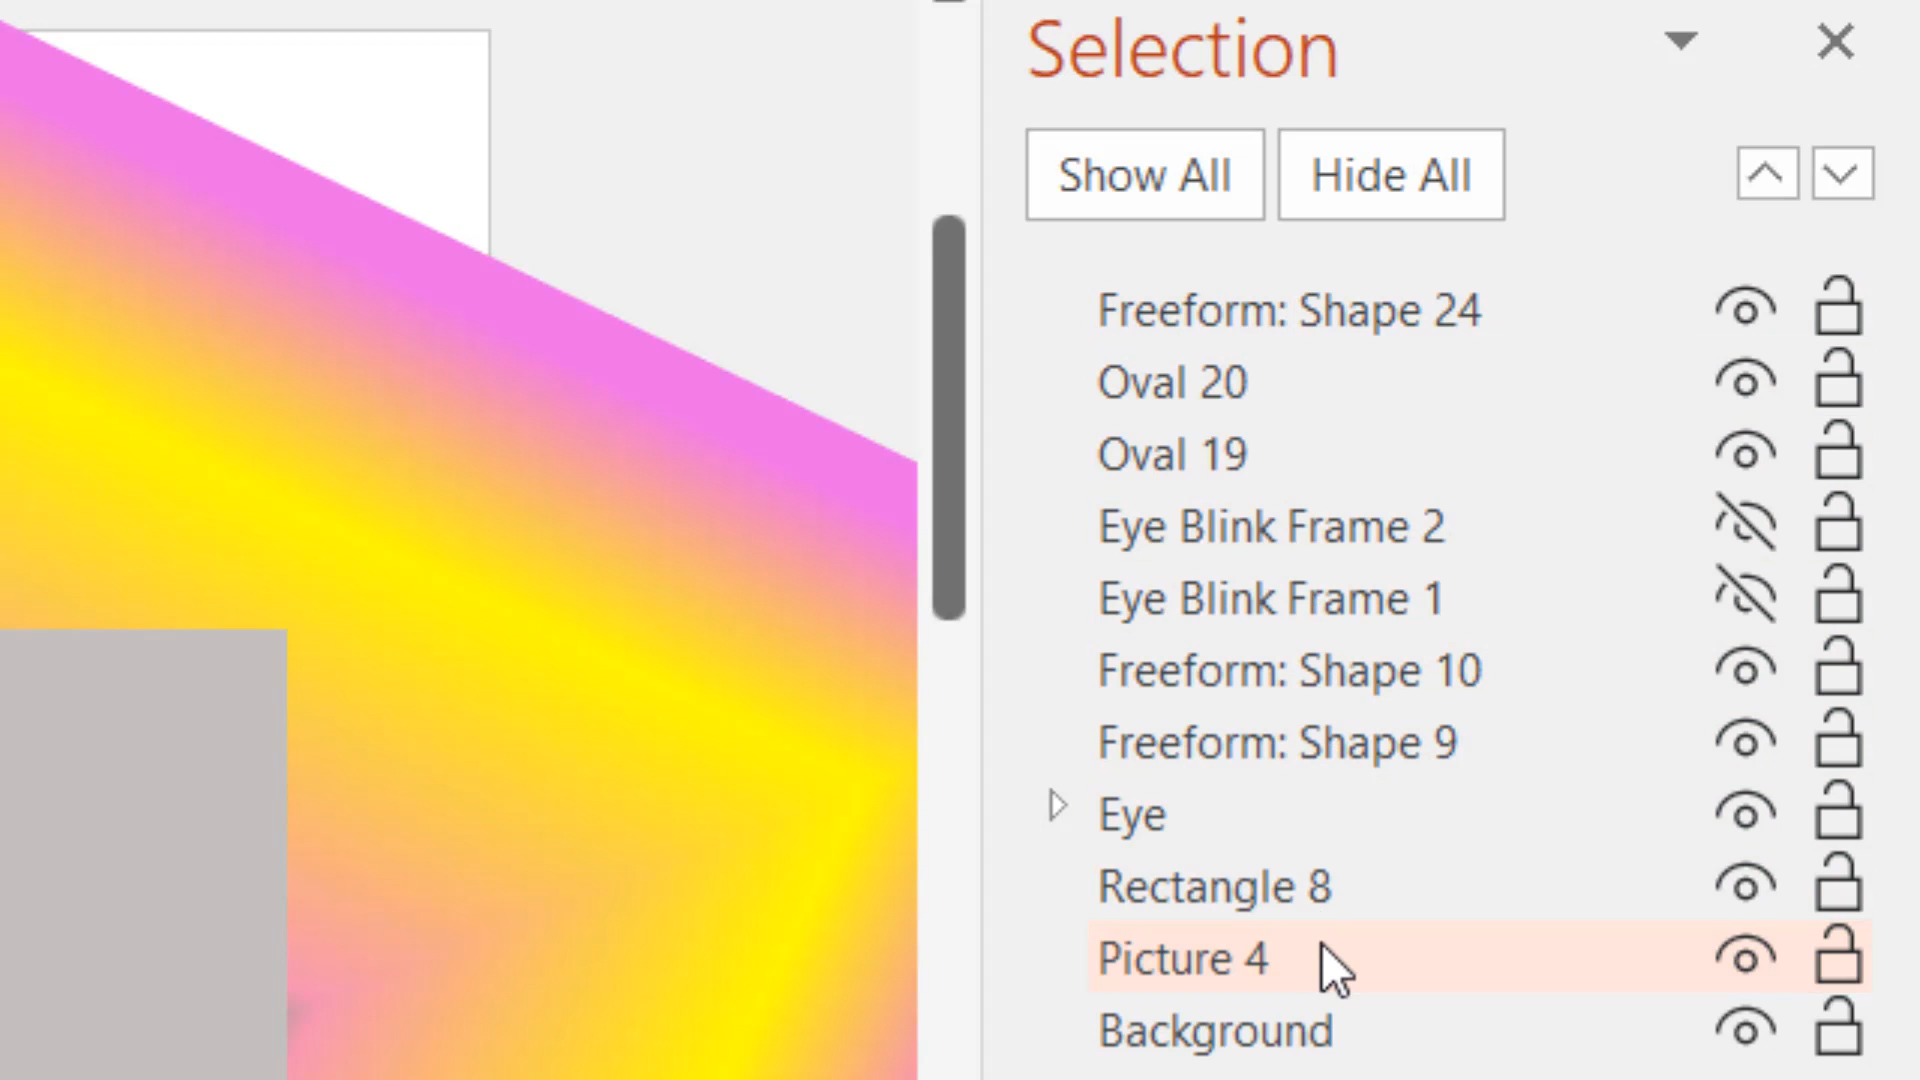 Selection
Show All
Hide All
Freeform: Shape 24
Oval 20
Oval 19
Eye Blink Frame 2
Eye Blink Frame 1
Freeform: Shape 10
Freeform: Shape 9
Eye
Rectangle 8
Picture 4
Background